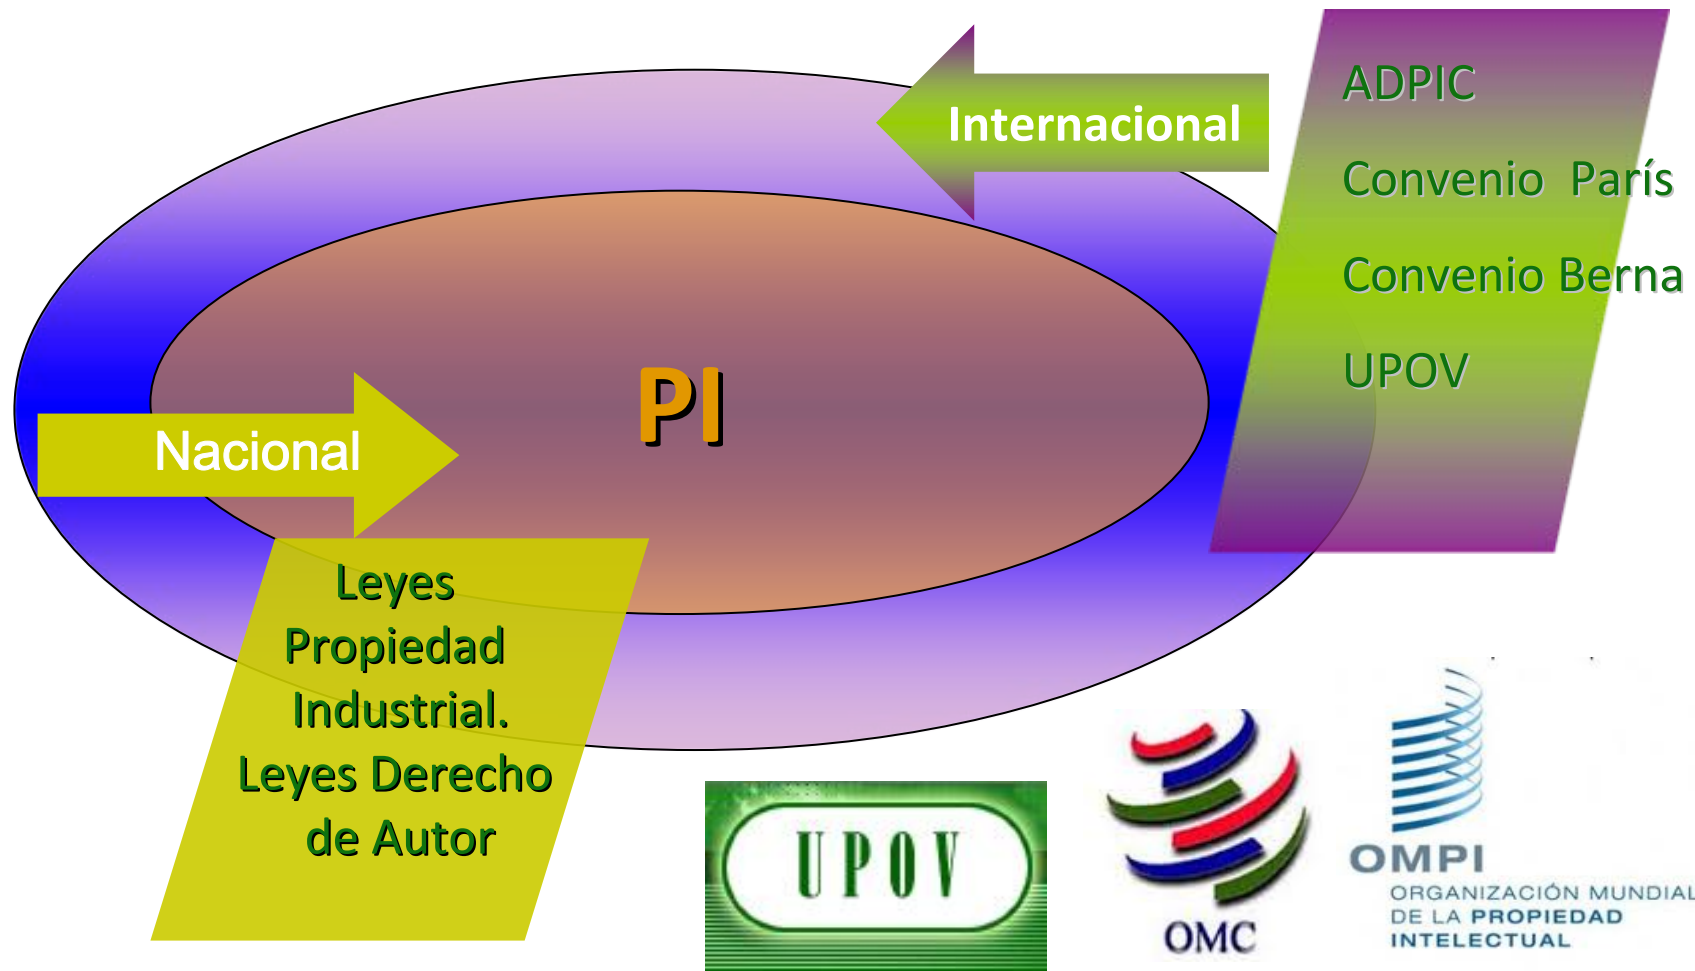 Internacional
ADPIC
Convenio París
Convenio Berna
UPOV
PI
Nacional
Leyes
Propiedad
Industrial.
Leyes Derecho
de Autor
UPOV
OMC
OMPI
ORGANIZACIÓN MUNDIAL
DE LA PROPIEDAD
INTELECTUAL